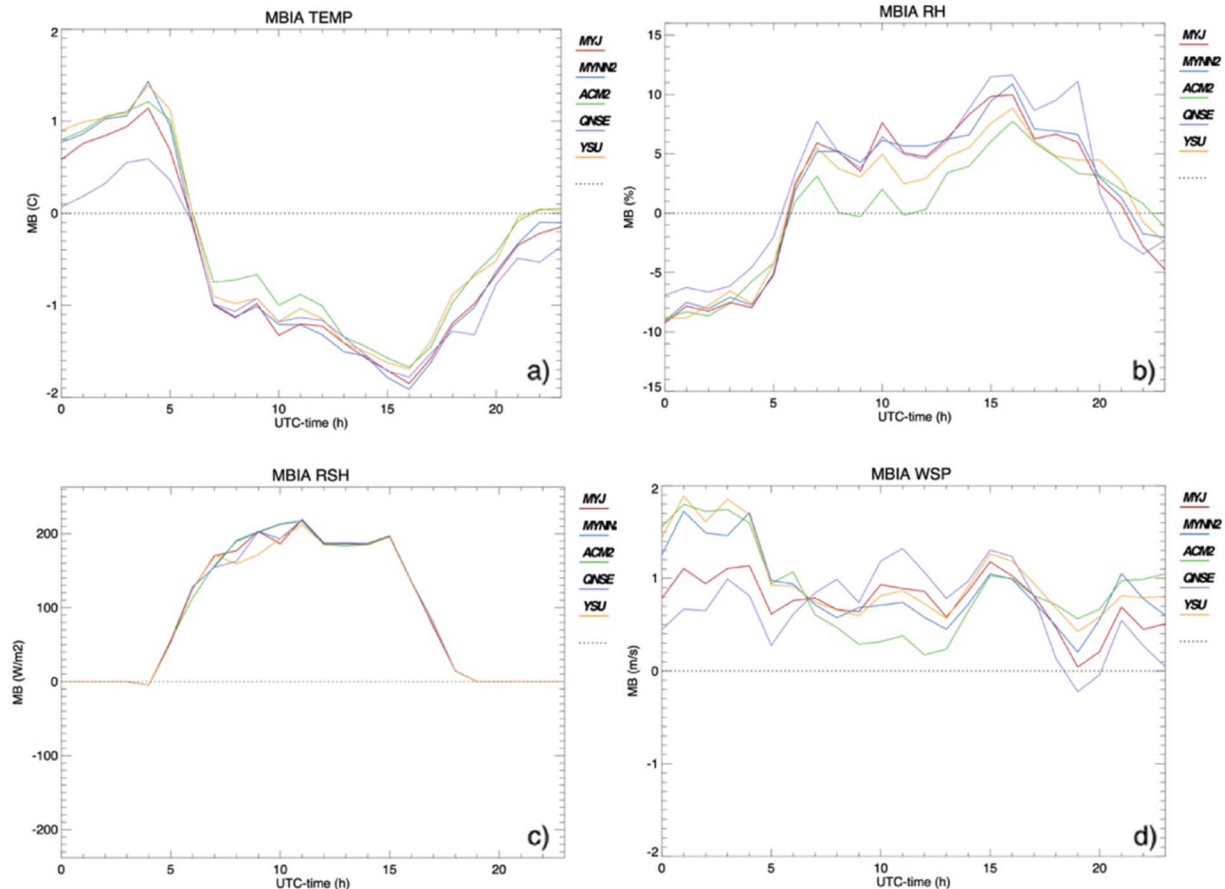 MBIA TEMP
2
1
0
-1
-2
MB (C)
0 5 10 15 20
UTC-time (h)
MYJ
MYNN2
ACM2
QNSE
YSU
a)
MBIA RH
15
10
5
0
-5
-10
-15
MB (%)
0 5 10 15 20
UTC-time (h)
MYJ
MYNN2
ACM2
QNSE
YSU
b)
MBIA RSH
200
100
0
-100
-200
MB (W/m2)
0 5 10 15 20
UTC-time (h)
MYJ
MYNN
ACM2
QNSE
YSU
c)
MBIA WSP
2
1
0
-1
-2
MB (m/s)
0 5 10 15 20
UTC-time (h)
MYJ
MYNN2
ACM2
QNSE
YSU
d)